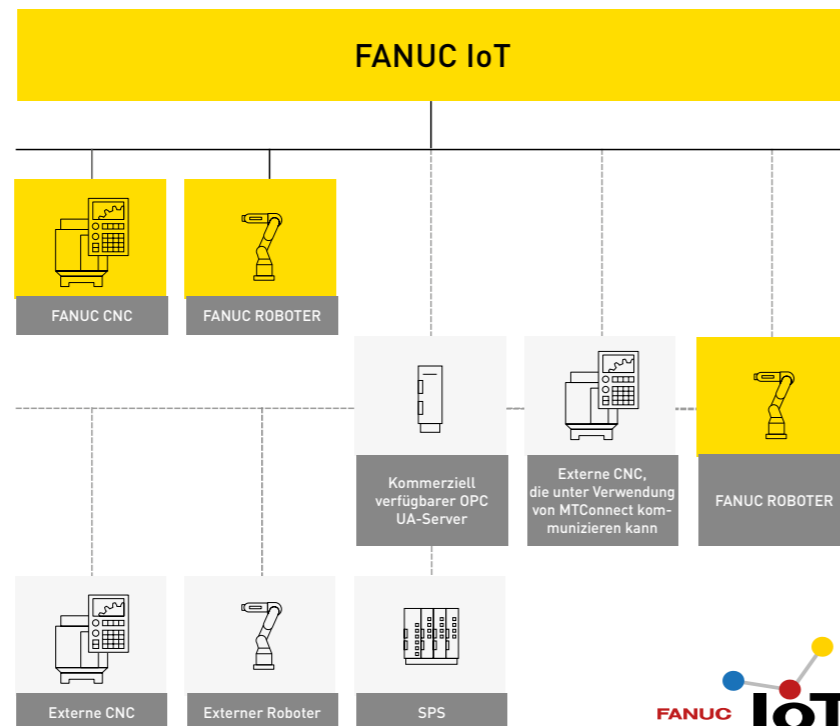 FANUC IoT
FANUC CNC
FANUC ROBOTER
Kommerziell
verfügbarer OPC
UA-Server
Externe CNC,
die unter Verwendung
von MTConnect kom-
munizieren kann
FANUC ROBOTER
Externe CNC
Externer Roboter
SPS
FANUC IoT